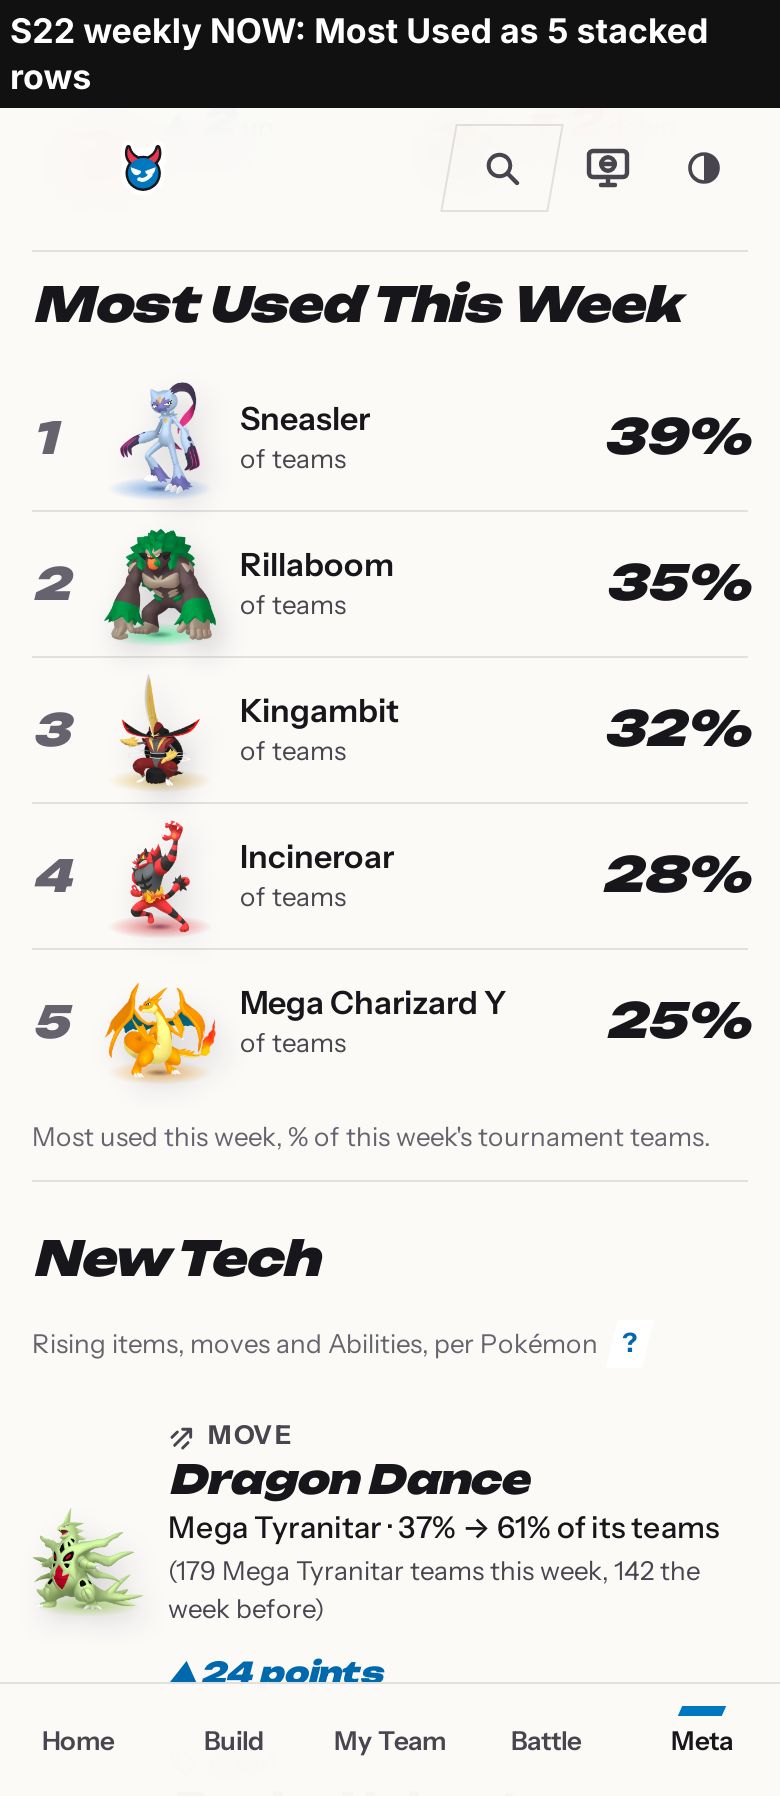 S22 weekly NOW: Most Used as 5 stacked
rows
Most Used This Week
1
Sneasler
of teams
39%
2
Rillaboom
of teams
35%
3
Kingambit
of teams
32%
4
Incineroar
of teams
28%
5
Mega Charizard Y
of teams
25%
Most used this week, % of this week's tournament teams.
New Tech
Rising items, moves and Abilities, per Pokémon ?
MOVE
Dragon Dance
Mega Tyranitar · 37% → 61% of its teams
(179 Mega Tyranitar teams this week, 142 the
week before)
▲24 points
Home
Build
My Team
Battle
Meta